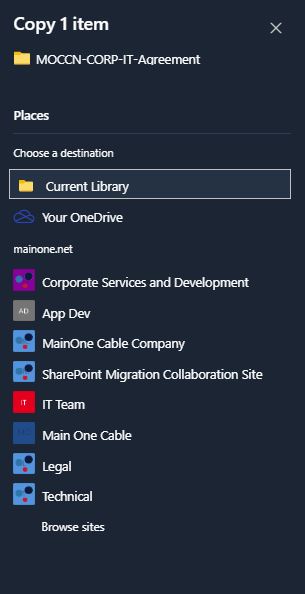 Copy 1 item
MOCCN-CORP-IT-Agreement
Places
Choose a destination
Current Library
Your OneDrive
mainone.net
Corporate Services and Development
AD App Dev
MainOne Cable Company
SharePoint Migration Collaboration Site
IT IT Team
MC Main One Cable
Legal
Technical
Browse sites